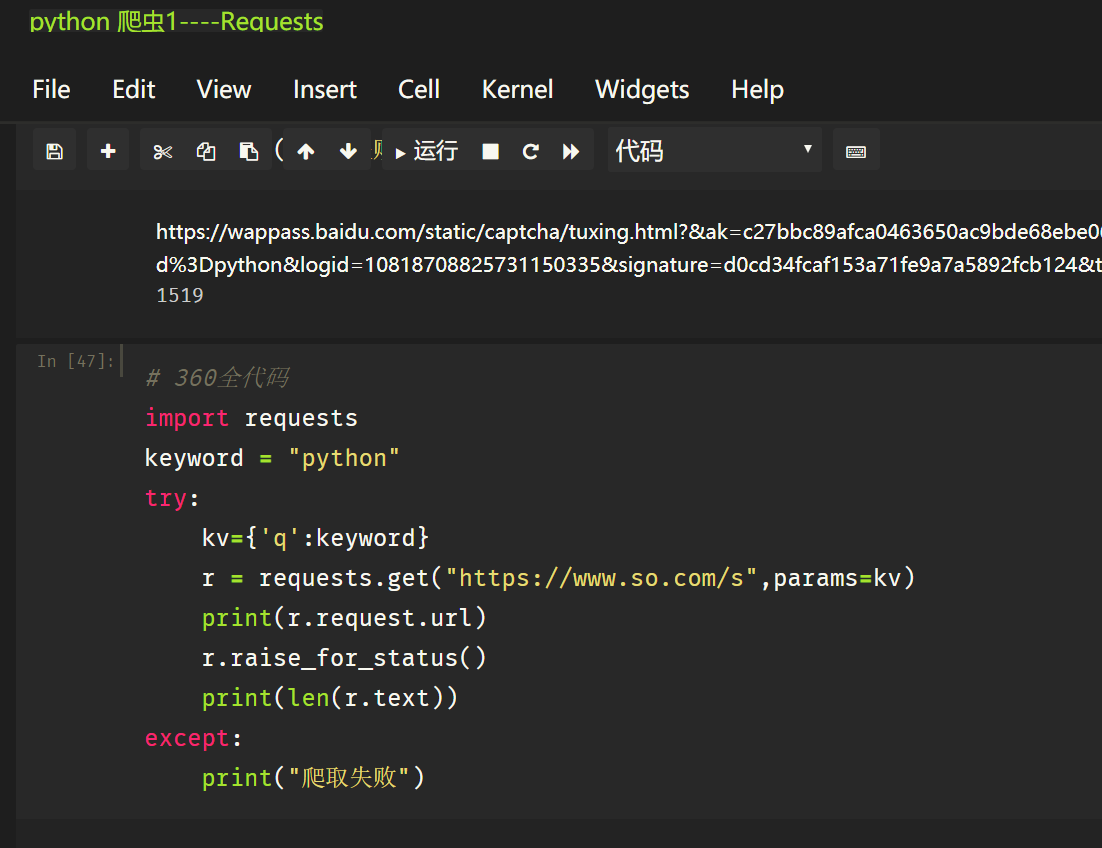 python 爬虫1----Requests
File Edit View Insert Cell Kernel Widgets Help
运行 代码
https://wappass.baidu.com/static/captcha/tuxing.html?&ak=c27bbc89afca0463650ac9bde68ebe0
d%3Dpython&logid=10818708825731150335&signature=d0cd34fcaf153a71fe9a7a5892fcb124&t
1519
In [47]:
# 360全代码
import requests
keyword = "python"
try:
    kv={'q':keyword}
    r = requests.get("https://www.so.com/s",params=kv)
    print(r.request.url)
    r.raise_for_status()
    print(len(r.text))
except:
    print("爬取失败")